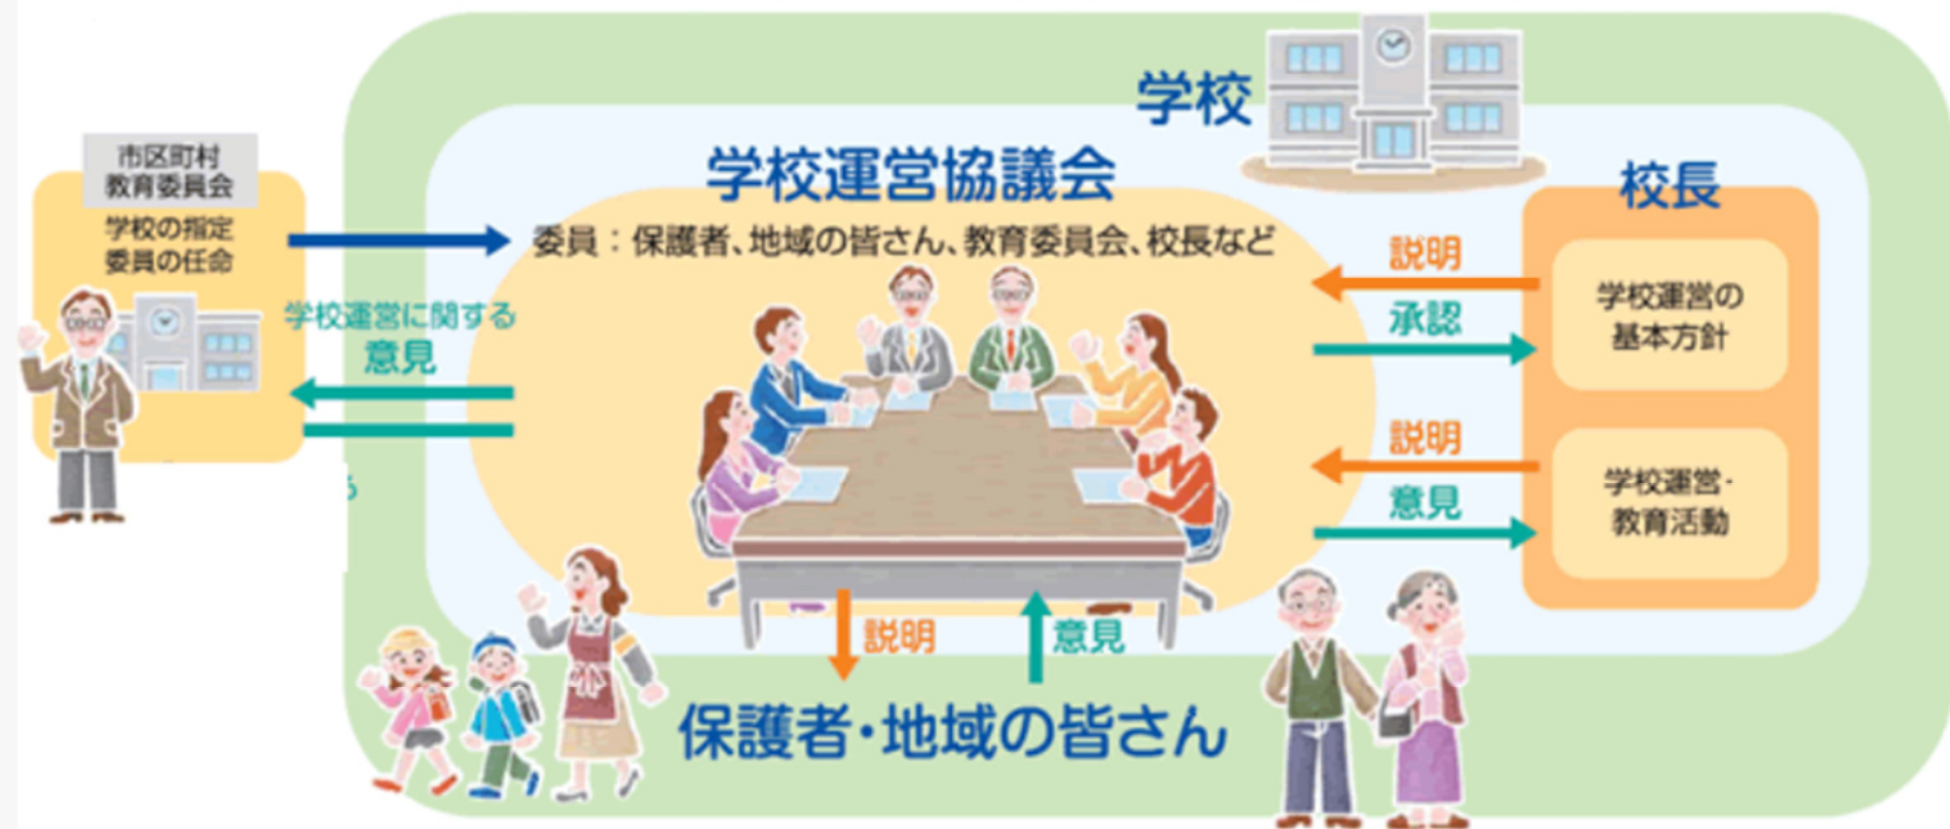 学校
市区町村
教育委員会
学校の指定
委員の任命
学校運営協議会
委員：保護者、地域の皆さん、教育委員会、校長など
学校運営に関する
意見
る
校長
説明
承認
学校運営の
基本方針
説明
意見
学校運営・
教育活動
説明
意見
保護者・地域の皆さん